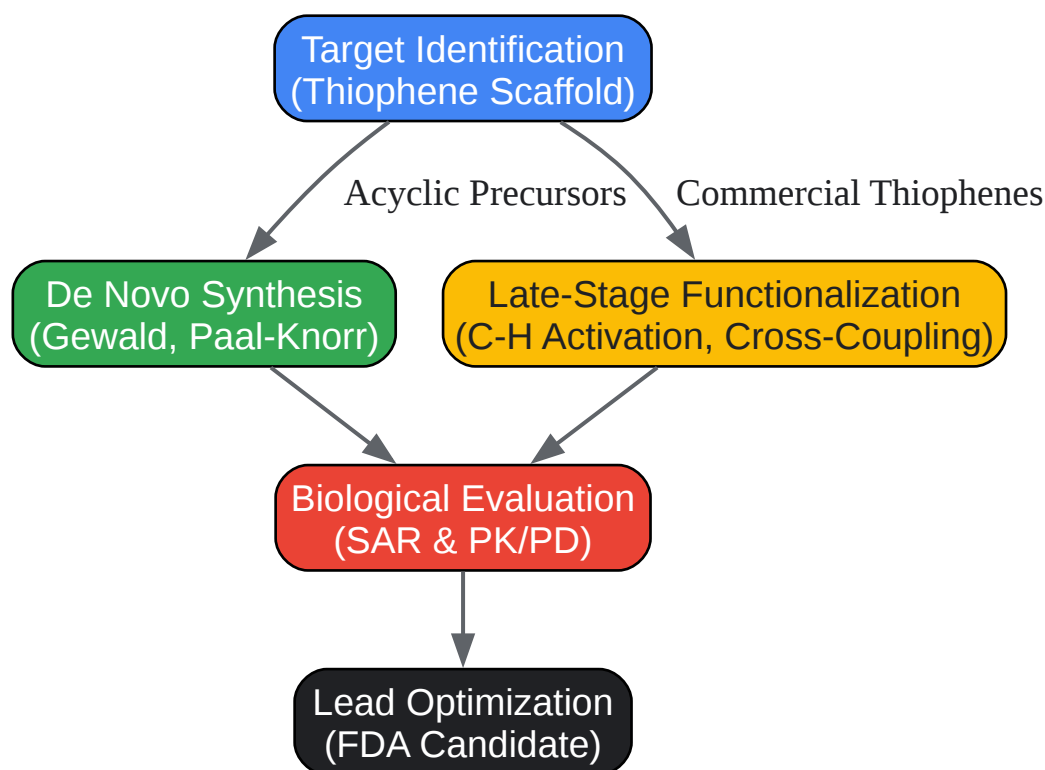 Target Identification
(Thiophene Scaffold)
Acyclic Precursors
Commercial Thiophenes
De Novo Synthesis
(Gewald, Paal-Knorr)
Late-Stage Functionalization
(C-H Activation, Cross-Coupling)
Biological Evaluation
(SAR & PK/PD)
Lead Optimization
(FDA Candidate)